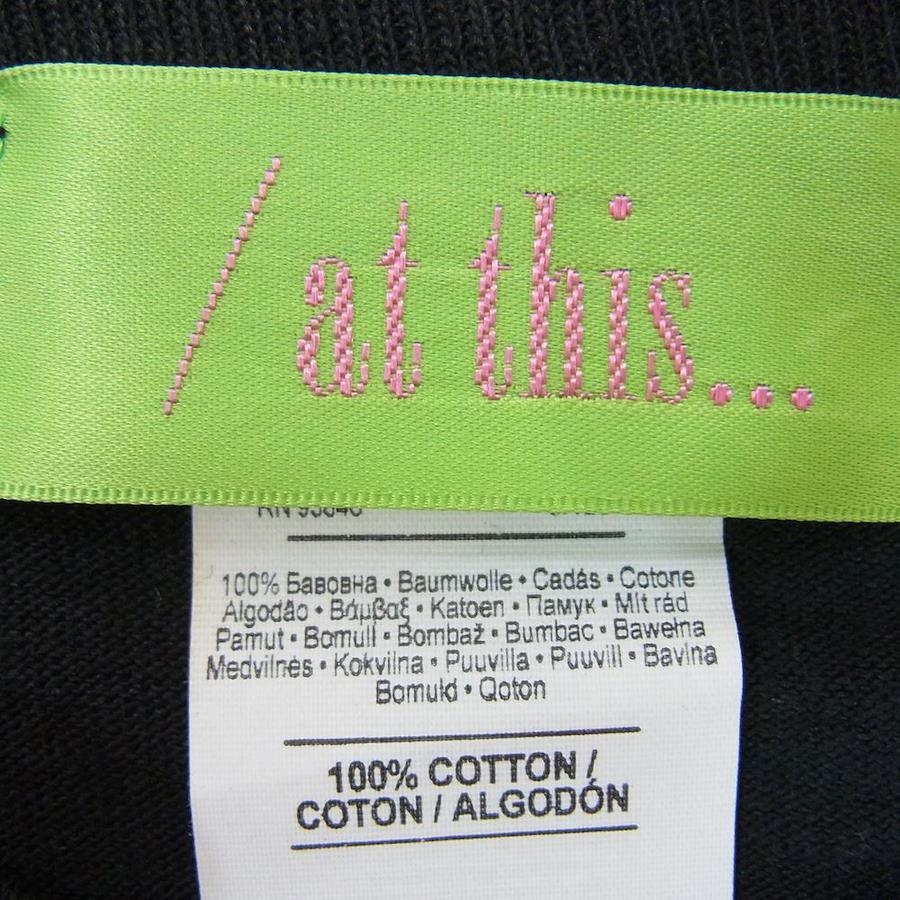 / at this...
100% Бавовна • Baumwolle • Cadás • Cotone
Algodão • Βάμβαξ • Katoen • Памук • Mit rád
Pamut • Bomull • Bombaž • Bumbac • Bawełna
Medvilnės • Kokvilna • Puuvilla • Puuvill • Bavlna
Bomuld • Qoton
100% COTTON /
COTON / ALGODÓN